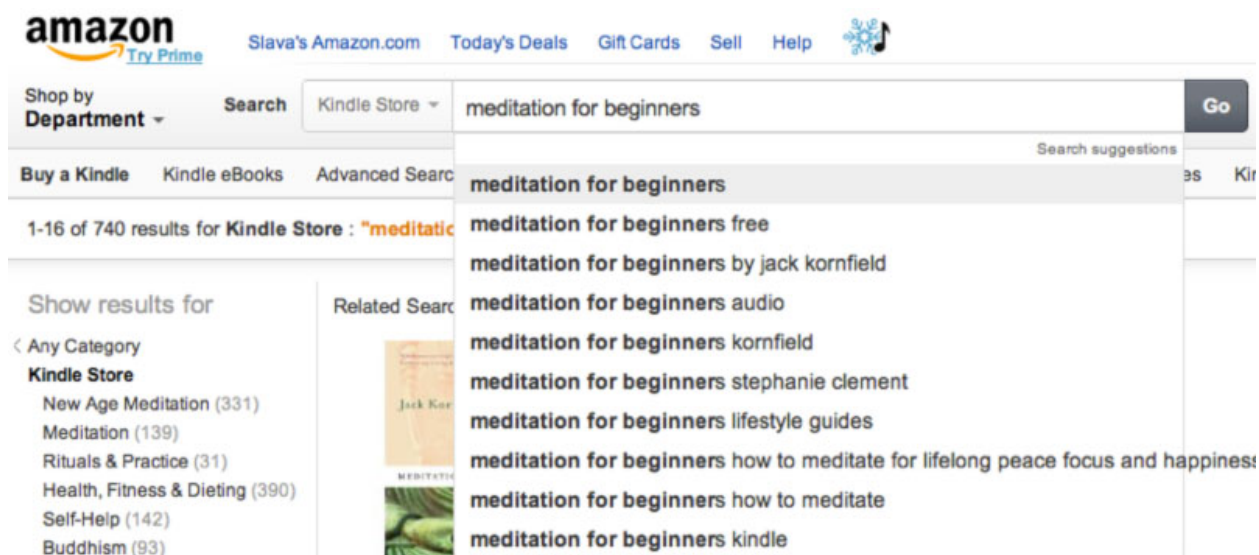 amazon
Try Prime
Slava's Amazon.com Today's Deals Gift Cards Sell Help
Shop by
Department
Search Kindle Store meditation for beginners Go
Search suggestions
Buy a Kindle Kindle eBooks Advanced Searc
meditation for beginners
1-16 of 740 results for Kindle Store : "meditatic
meditation for beginners free
meditation for beginners by jack kornfield
meditation for beginners audio
meditation for beginners kornfield
meditation for beginners stephanie clement
meditation for beginners lifestyle guides
meditation for beginners how to meditate for lifelong peace focus and happiness
meditation for beginners how to meditate
meditation for beginners kindle
Show results for
Related Searc
Any Category
Kindle Store
New Age Meditation (331)
Meditation (139)
Rituals & Practice (31)
Health, Fitness & Dieting (390)
Self-Help (142)
Buddhism (93)
Jack Kor